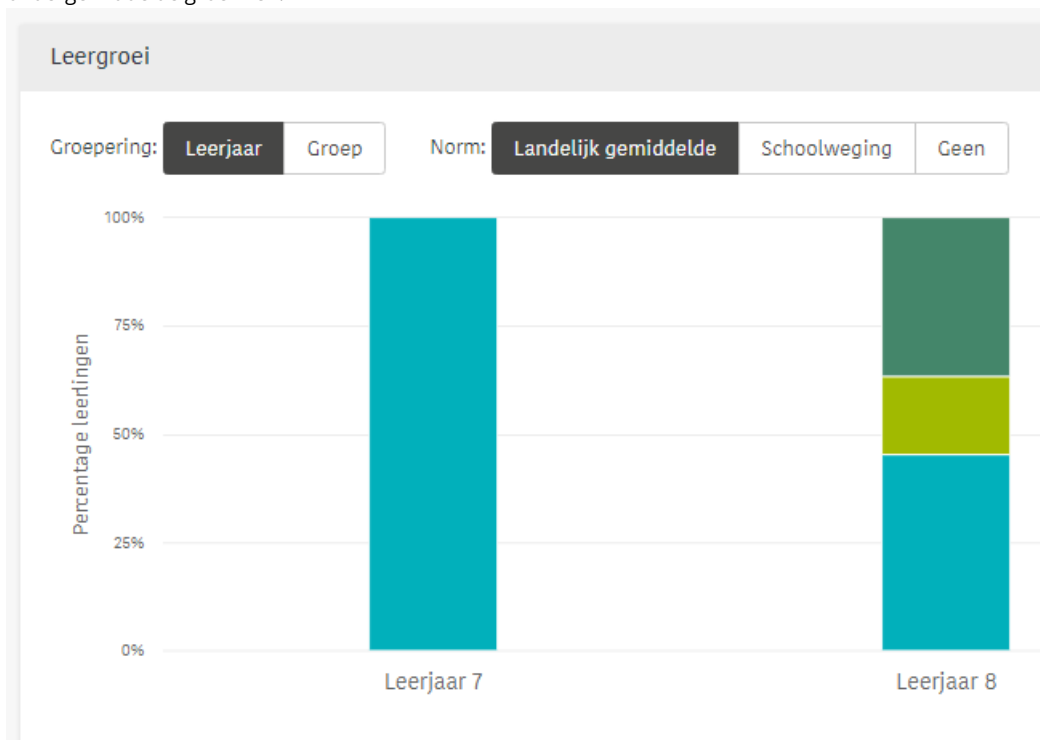 Leergroei
Groepering: Leerjaar Groep Norm: Landelijk gemiddelde Schoolweging Geen
100%
75%
50%
25%
0%
Percentage leerlingen
Leerjaar 7 Leerjaar 8